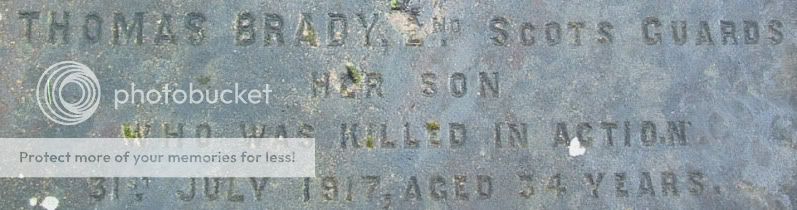 THOMAS BRADY, 2ND SCOTS GUARDS
HER SON
photobucket
WHO WAS KILLED IN ACTION.
Protect more of your memories for less!
31ST JULY 1917, AGED 34 YEARS.